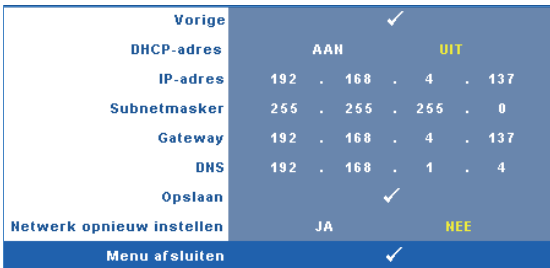 Vorige ✓
DHCP-adres AAN UIT
IP-adres 192 . 168 . 4 . 137
Subnetmasker 255 . 255 . 255 . 0
Gateway 192 . 168 . 4 . 137
DNS 192 . 168 . 1 . 4
Opslaan ✓
Netwerk opnieuw instellen JA NEE
Menu afsluiten ✓